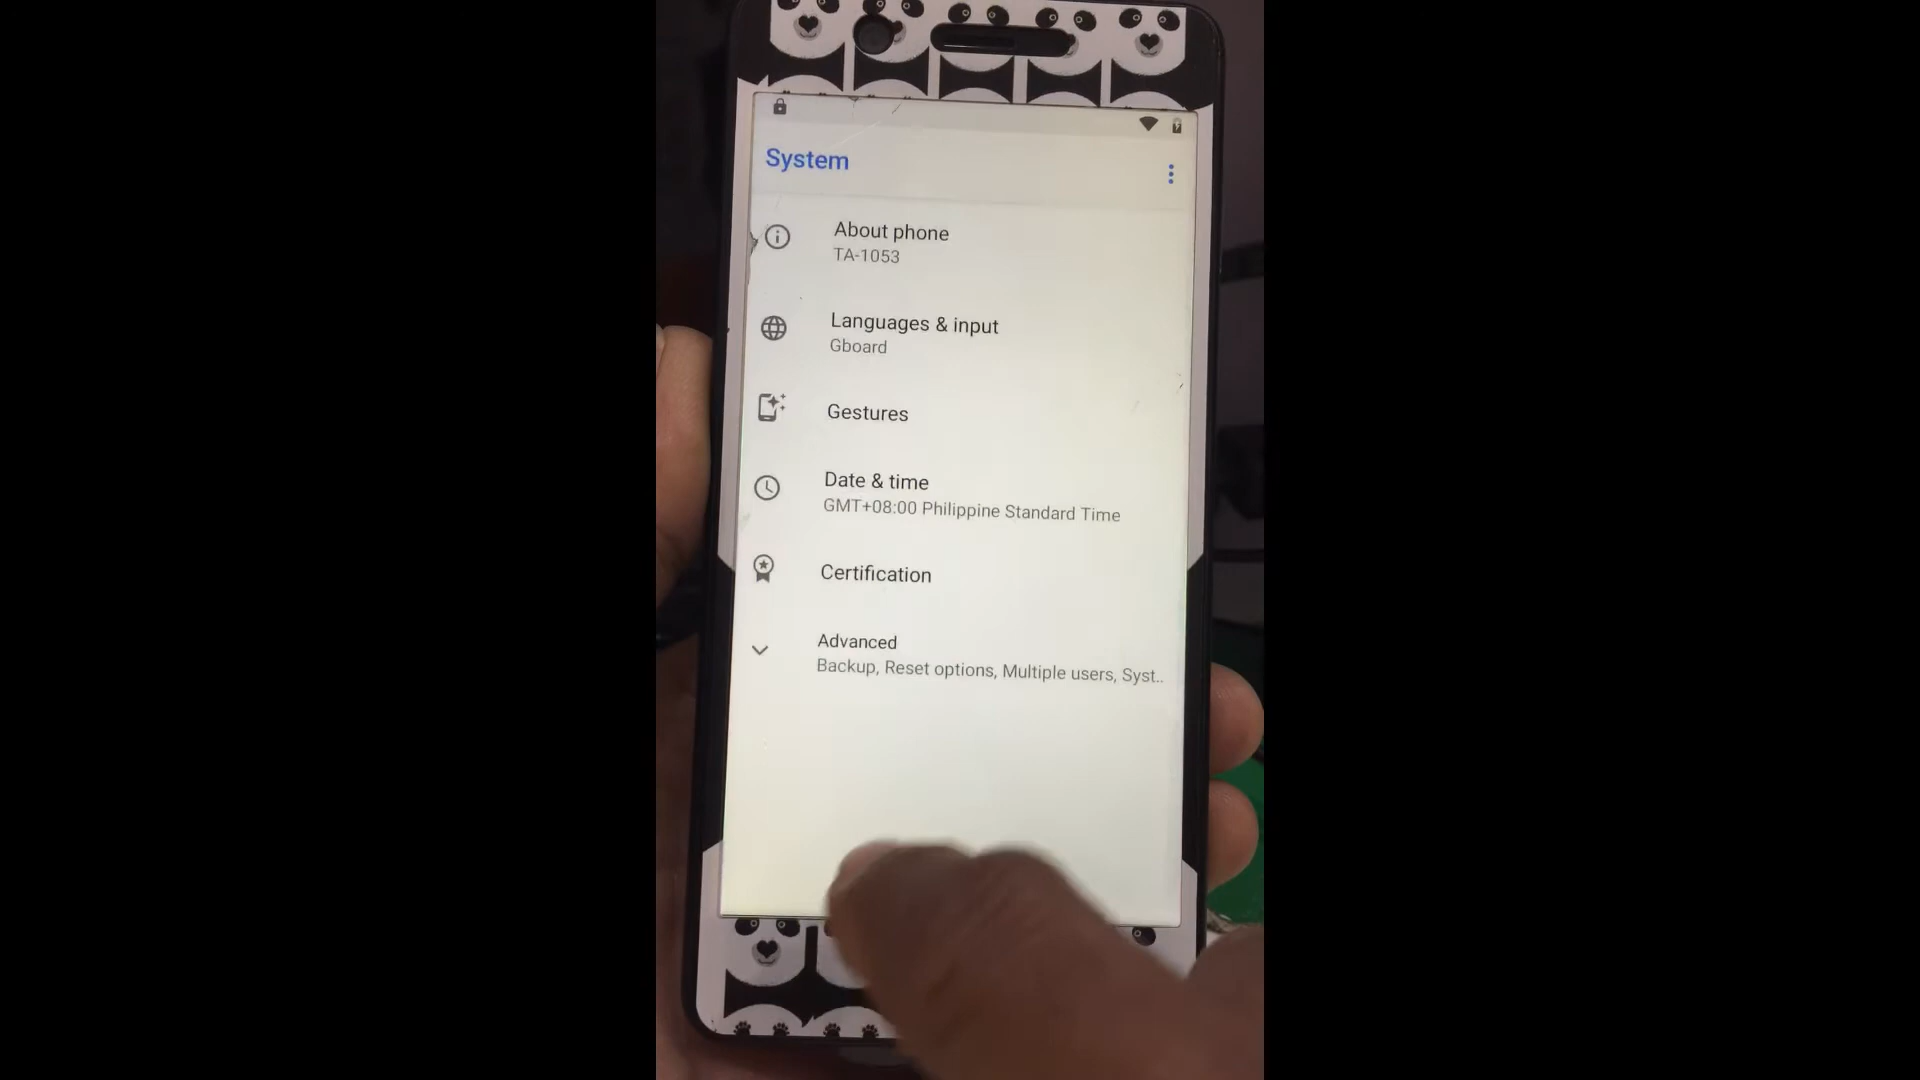 System
About phone
TA-1053
Languages & input
Gboard
Gestures
Date & time
GMT+08:00 Philippine Standard Time
Certification
Advanced
Backup, Reset options, Multiple users, Syst..